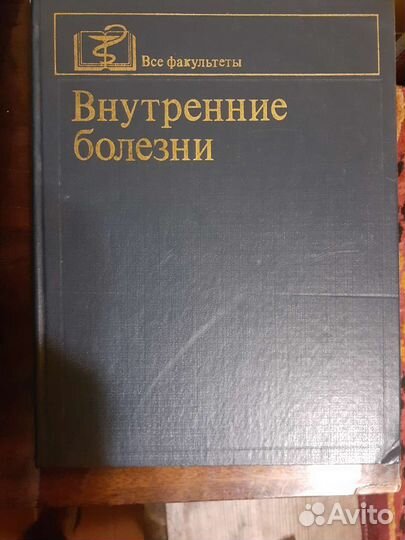 Все факультеты
Внутренние
болезни
Avito